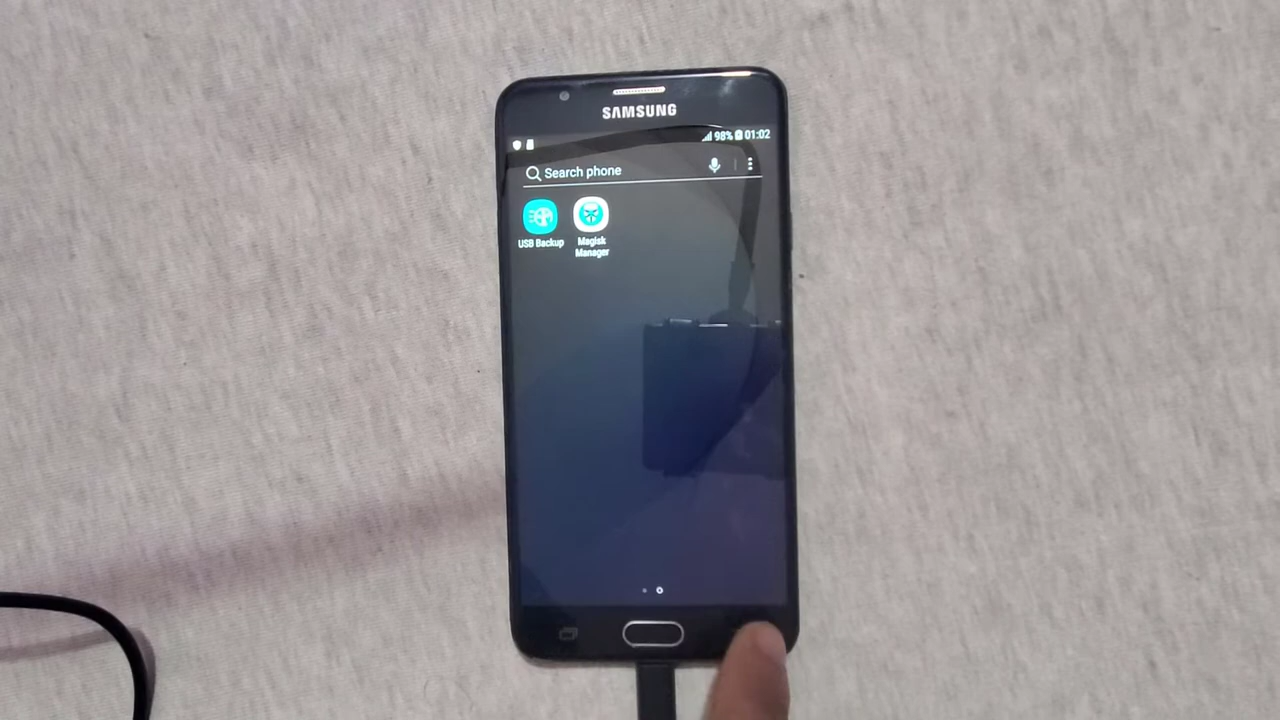 SAMSUNG
98% 01:02
Search phone
USB Backup
Magisk
Manager